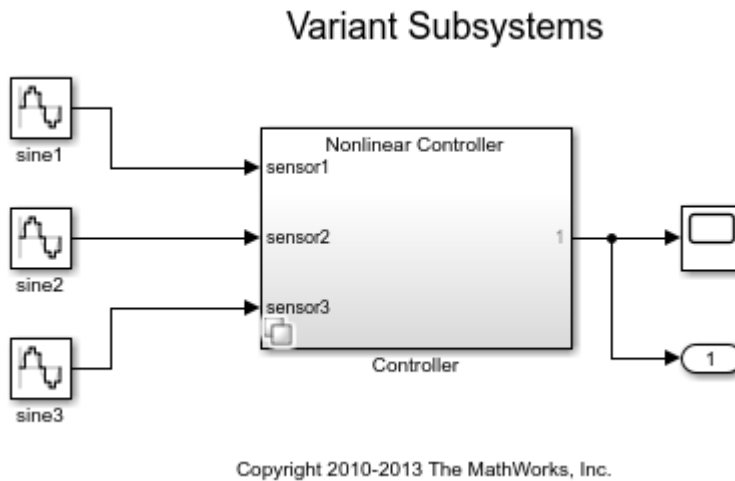 Variant Subsystems
sine1
Nonlinear Controller
sensor1
sine2
sensor2
1
sine3
sensor3
Controller
1
Copyright 2010-2013 The MathWorks, Inc.